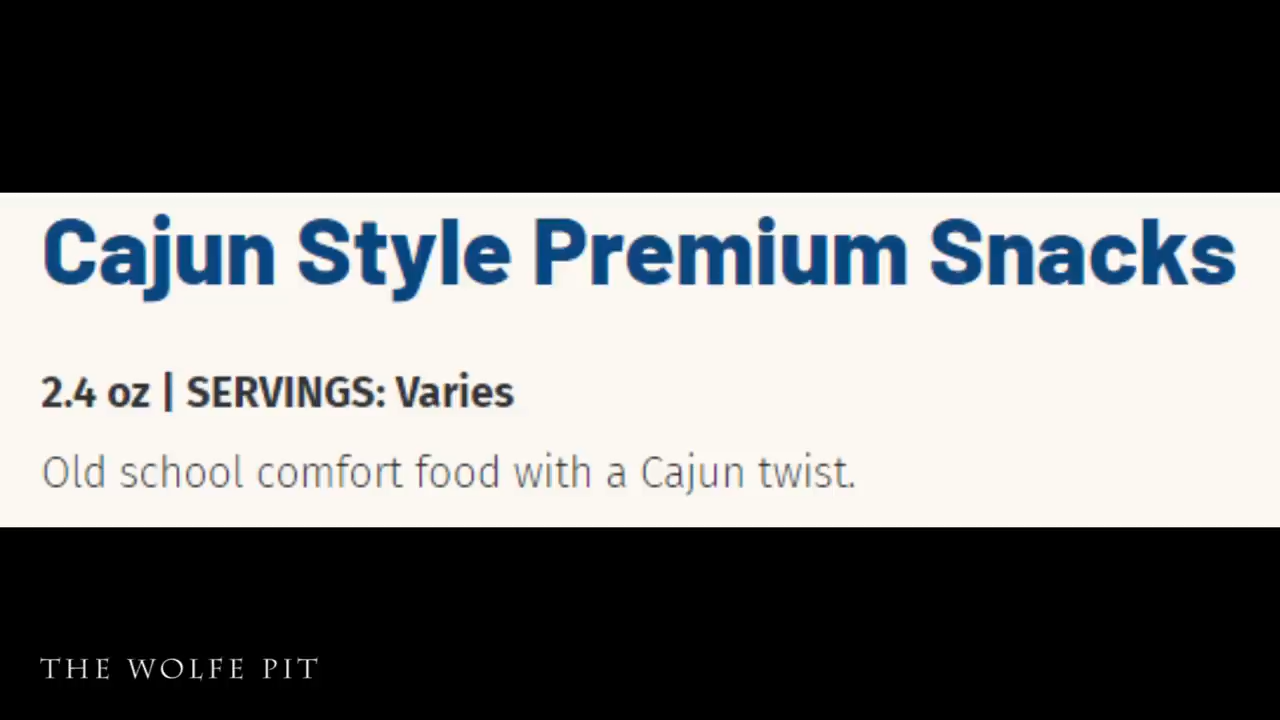 Cajun Style Premium Snacks
2.4 oz | SERVINGS: Varies
Old school comfort food with a Cajun twist.
THE WOLFE PIT